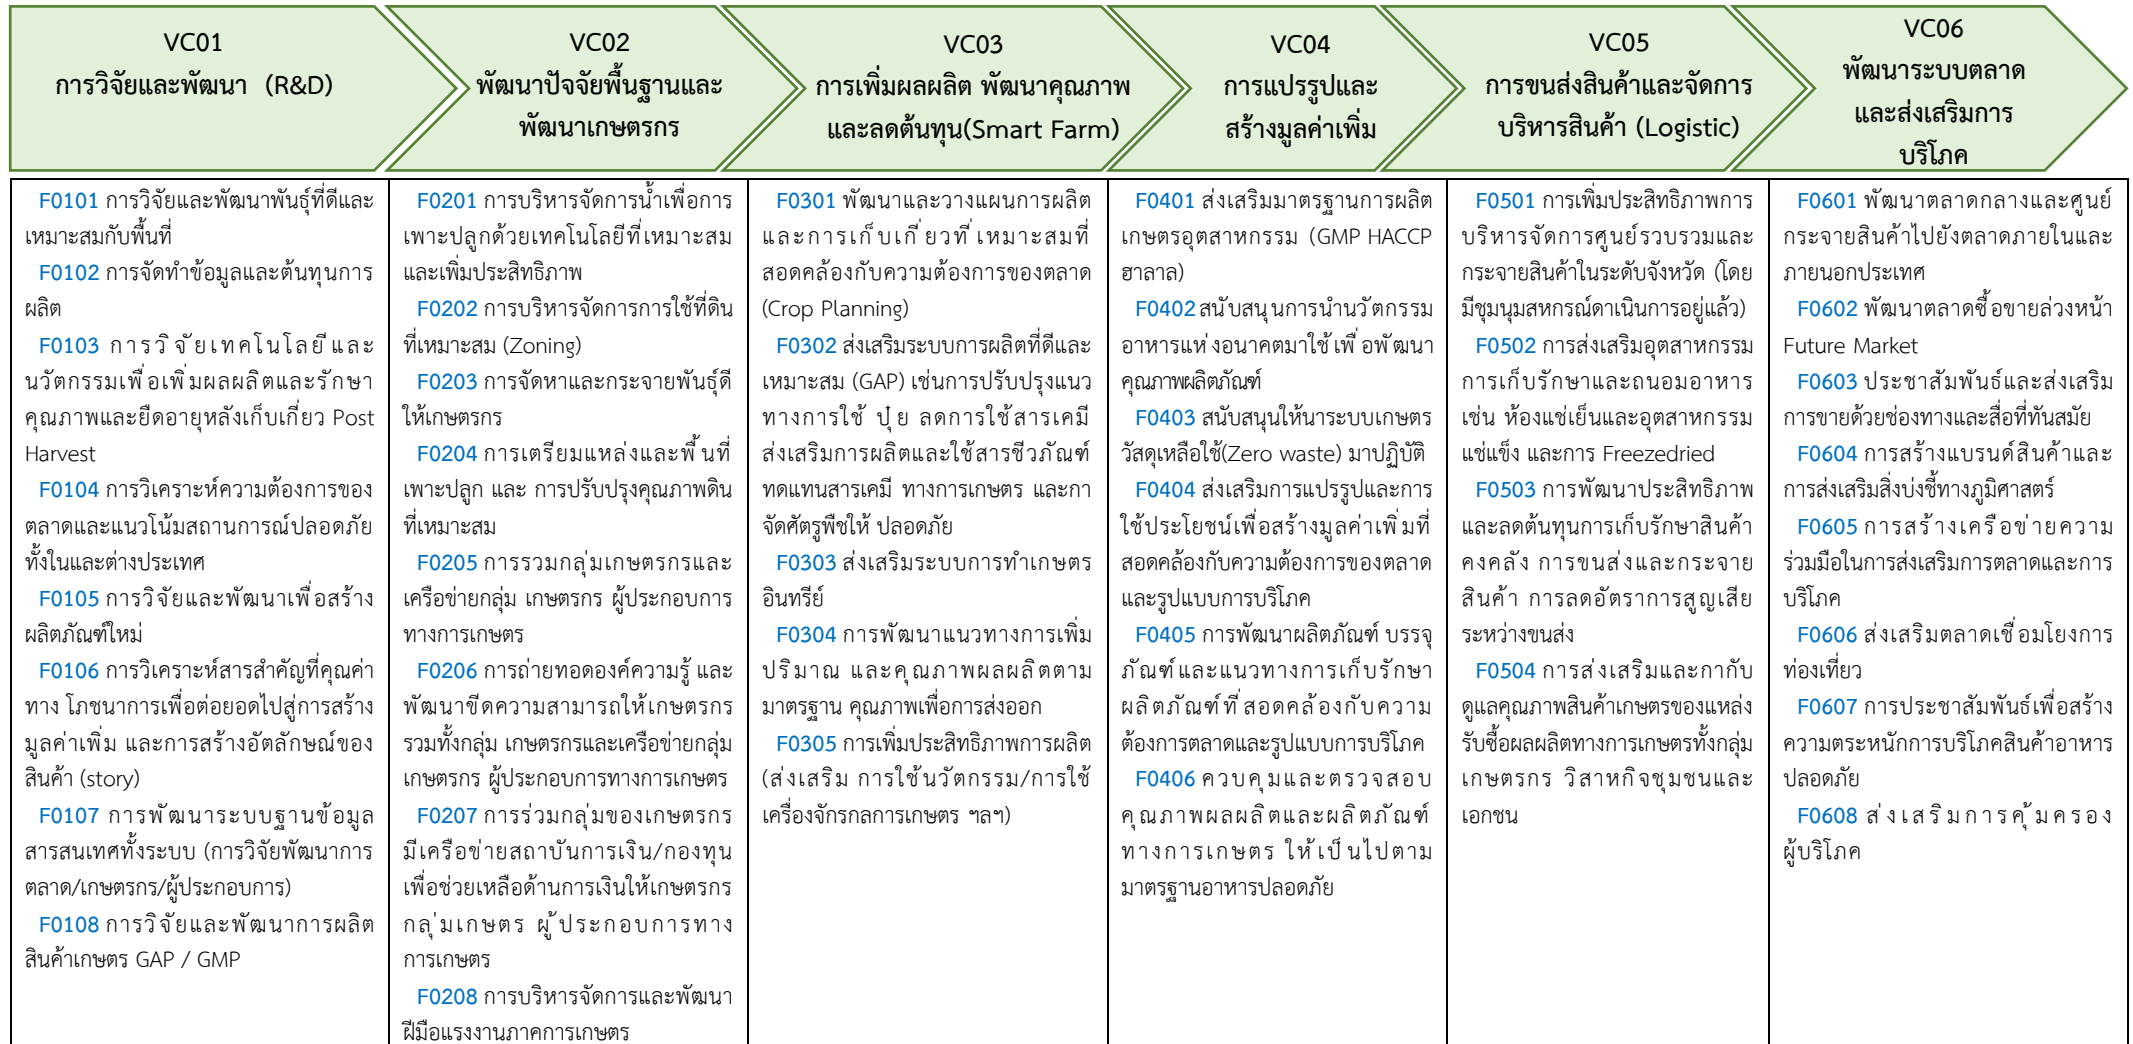 VC01
การวิจัยและพัฒนา (R&D)
VC02
พัฒนาปัจจัยพื้นฐานและ
พัฒนาเกษตรกร
VC03
การเพิ่มผลผลิต พัฒนาคุณภาพ
และลดต้นทุน(Smart Farm)
VC04
การแปรรูปและ
สร้างมูลค่าเพิ่ม
VC05
การขนส่งสินค้าและจัดการ
บริหารสินค้า (Logistic)
VC06
พัฒนาระบบตลาด
และส่งเสริมการ
บริโภค
F0101 การวิจัยและพัฒนาพันธุ์ที่ดีและ
เหมาะสมกับพื้นที่
F0102 การจัดทำข้อมูลและต้นทุนการ
ผลิต
F0103 การวิจัยเทคโนโลยีและ
นวัตกรรมเพื่อเพิ่มผลผลิตและรักษา
คุณภาพและยืดอายุหลังเก็บเกี่ยว Post
Harvest
F0104 การวิเคราะห์ความต้องการของ
ตลาดและแนวโน้มสถานการณ์ปลอดภัย
ทั้งในและต่างประเทศ
F0105 การวิจัยและพัฒนาเพื่อสร้าง
ผลิตภัณฑ์ใหม่
F0106 การวิเคราะห์สารสำคัญที่คุณค่า
ทาง โภชนาการเพื่อต่อยอดไปสู่การสร้าง
มูลค่าเพิ่ม และการสร้างอัตลักษณ์ของ
สินค้า (story)
F0107 การพัฒนาระบบฐานข้อมูล
สารสนเทศทั้งระบบ (การวิจัยพัฒนาการ
ตลาด/เกษตรกร/ผู้ประกอบการ)
F0108 การวิจัยและพัฒนาการผลิต
สินค้าเกษตร GAP / GMP
F0201 การบริหารจัดการน้ำเพื่อการ
เพาะปลูกด้วยเทคโนโลยีที่เหมาะสม
และเพิ่มประสิทธิภาพ
F0202 การบริหารจัดการการใช้ที่ดิน
ที่เหมาะสม (Zoning)
F0203 การจัดหาและกระจายพันธุ์ดี
ให้เกษตรกร
F0204 การเตรียมแหล่งและพื้นที่
เพาะปลูก และ การปรับปรุงคุณภาพดิน
ที่เหมาะสม
F0205 การรวมกลุ่มเกษตรกรและ
เครือข่ายกลุ่ม เกษตรกร ผู้ประกอบการ
ทางการเกษตร
F0206 การถ่ายทอดองค์ความรู้ และ
พัฒนาขีดความสามารถให้เกษตรกร
รวมทั้งกลุ่ม เกษตรกรและเครือข่ายกลุ่ม
เกษตรกร ผู้ประกอบการทางการเกษตร
F0207 การร่วมกลุ่มของเกษตรกร
มีเครือข่ายสถาบันการเงิน/กองทุน
เพื่อช่วยเหลือด้านการเงินให้เกษตรกร
กลุ่มเกษตร ผู้ประกอบการทาง
การเกษตร
F0208 การบริหารจัดการและพัฒนา
ฝีมือแรงงานภาคการเกษตร
F0301 พัฒนาและวางแผนการผลิต
และการเก็บเกี่ยวที่เหมาะสมที่
สอดคล้องกับความต้องการของตลาด
(Crop Planning)
F0302 ส่งเสริมระบบการผลิตที่ดีและ
เหมาะสม (GAP) เช่นการปรับปรุงแนว
ทางการใช้ ปุ๋ย ลดการใช้สารเคมี
ส่งเสริมการผลิตและใช้สารชีวภัณฑ์
ทดแทนสารเคมี ทางการเกษตร และกา
จัดศัตรูพืชให้ ปลอดภัย
F0303 ส่งเสริมระบบการทำเกษตร
อินทรีย์
F0304 การพัฒนาแนวทางการเพิ่ม
ปริมาณ และคุณภาพผลผลิตตาม
มาตรฐาน คุณภาพเพื่อการส่งออก
F0305 การเพิ่มประสิทธิภาพการผลิต
(ส่งเสริม การใช้นวัตกรรม/การใช้
เครื่องจักรกลการเกษตร ฯลฯ)
F0401 ส่งเสริมมาตรฐานการผลิต
เกษตรอุตสาหกรรม (GMP HACCP
ฮาลาล)
F0402 สนับสนุนการนำนวัตกรรม
อาหารแห่งอนาคตมาใช้เพื่อพัฒนา
คุณภาพผลิตภัณฑ์
F0403 สนับสนุนให้นาระบบเกษตร
วัสดุเหลือใช้(Zero waste) มาปฏิบัติ
F0404 ส่งเสริมการแปรรูปและการ
ใช้ประโยชน์เพื่อสร้างมูลค่าเพิ่มที่
สอดคล้องกับความต้องการของตลาด
และรูปแบบการบริโภค
F0405 การพัฒนาผลิตภัณฑ์ บรรจุ
ภัณฑ์และแนวทางการเก็บรักษา
ผลิตภัณฑ์ที่สอดคล้องกับความ
ต้องการตลาดและรูปแบบการบริโภค
F0406 ควบคุมและตรวจสอบ
คุณภาพผลผลิตและผลิตภัณฑ์
ทางการเกษตร ให้เป็นไปตาม
มาตรฐานอาหารปลอดภัย
F0501 การเพิ่มประสิทธิภาพการ
บริหารจัดการศูนย์รวบรวมและ
กระจายสินค้าในระดับจังหวัด (โดย
มีชุมนุมสหกรณ์ดาเนินการอยู่แล้ว)
F0502 การส่งเสริมอุตสาหกรรม
การเก็บรักษาและถนอมอาหาร
เช่น ห้องแช่เย็นและอุตสาหกรรม
แช่แข็ง และการ Freezedried
F0503 การพัฒนาประสิทธิภาพ
และลดต้นทุนการเก็บรักษาสินค้า
คงคลัง การขนส่งและกระจาย
สินค้า การลดอัตราการสูญเสีย
ระหว่างขนส่ง
F0504 การส่งเสริมและกากับ
ดูแลคุณภาพสินค้าเกษตรของแหล่ง
รับซื้อผลผลิตทางการเกษตรทั้งกลุ่ม
เกษตรกร วิสาหกิจชุมชนและ
เอกชน
F0601 พัฒนาตลาดกลางและศูนย์
กระจายสินค้าไปยังตลาดภายในและ
ภายนอกประเทศ
F0602 พัฒนาตลาดซื้อขายล่วงหน้า
Future Market
F0603 ประชาสัมพันธ์และส่งเสริม
การขายด้วยช่องทางและสื่อที่ทันสมัย
F0604 การสร้างแบรนด์สินค้าและ
การส่งเสริมสิ่งบ่งชี้ทางภูมิศาสตร์
F0605 การสร้างเครือข่ายความ
ร่วมมือในการส่งเสริมการตลาดและการ
บริโภค
F0606 ส่งเสริมตลาดเชื่อมโยงการ
ท่องเที่ยว
F0607 การประชาสัมพันธ์เพื่อสร้าง
ความตระหนักการบริโภคสินค้าอาหาร
ปลอดภัย
F0608 ส่งเสริมการคุ้มครอง
ผู้บริโภค